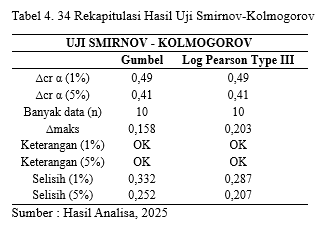 Tabel 4. 34 Rekapitulasi Hasil Uji Smirnov-Kolmogorov
UJI SMIRNOV - KOLMOGOROV
Gumbel Log Pearson Type III
Δcr α (1%) 0,49 0,49
Δcr α (5%) 0,41 0,41
Banyak data (n) 10 10
Δmaks 0,158 0,203
Keterangan (1%) OK OK
Keterangan (5%) OK OK
Selisih (1%) 0,332 0,287
Selisih (5%) 0,252 0,207
Sumber : Hasil Analisa, 2025